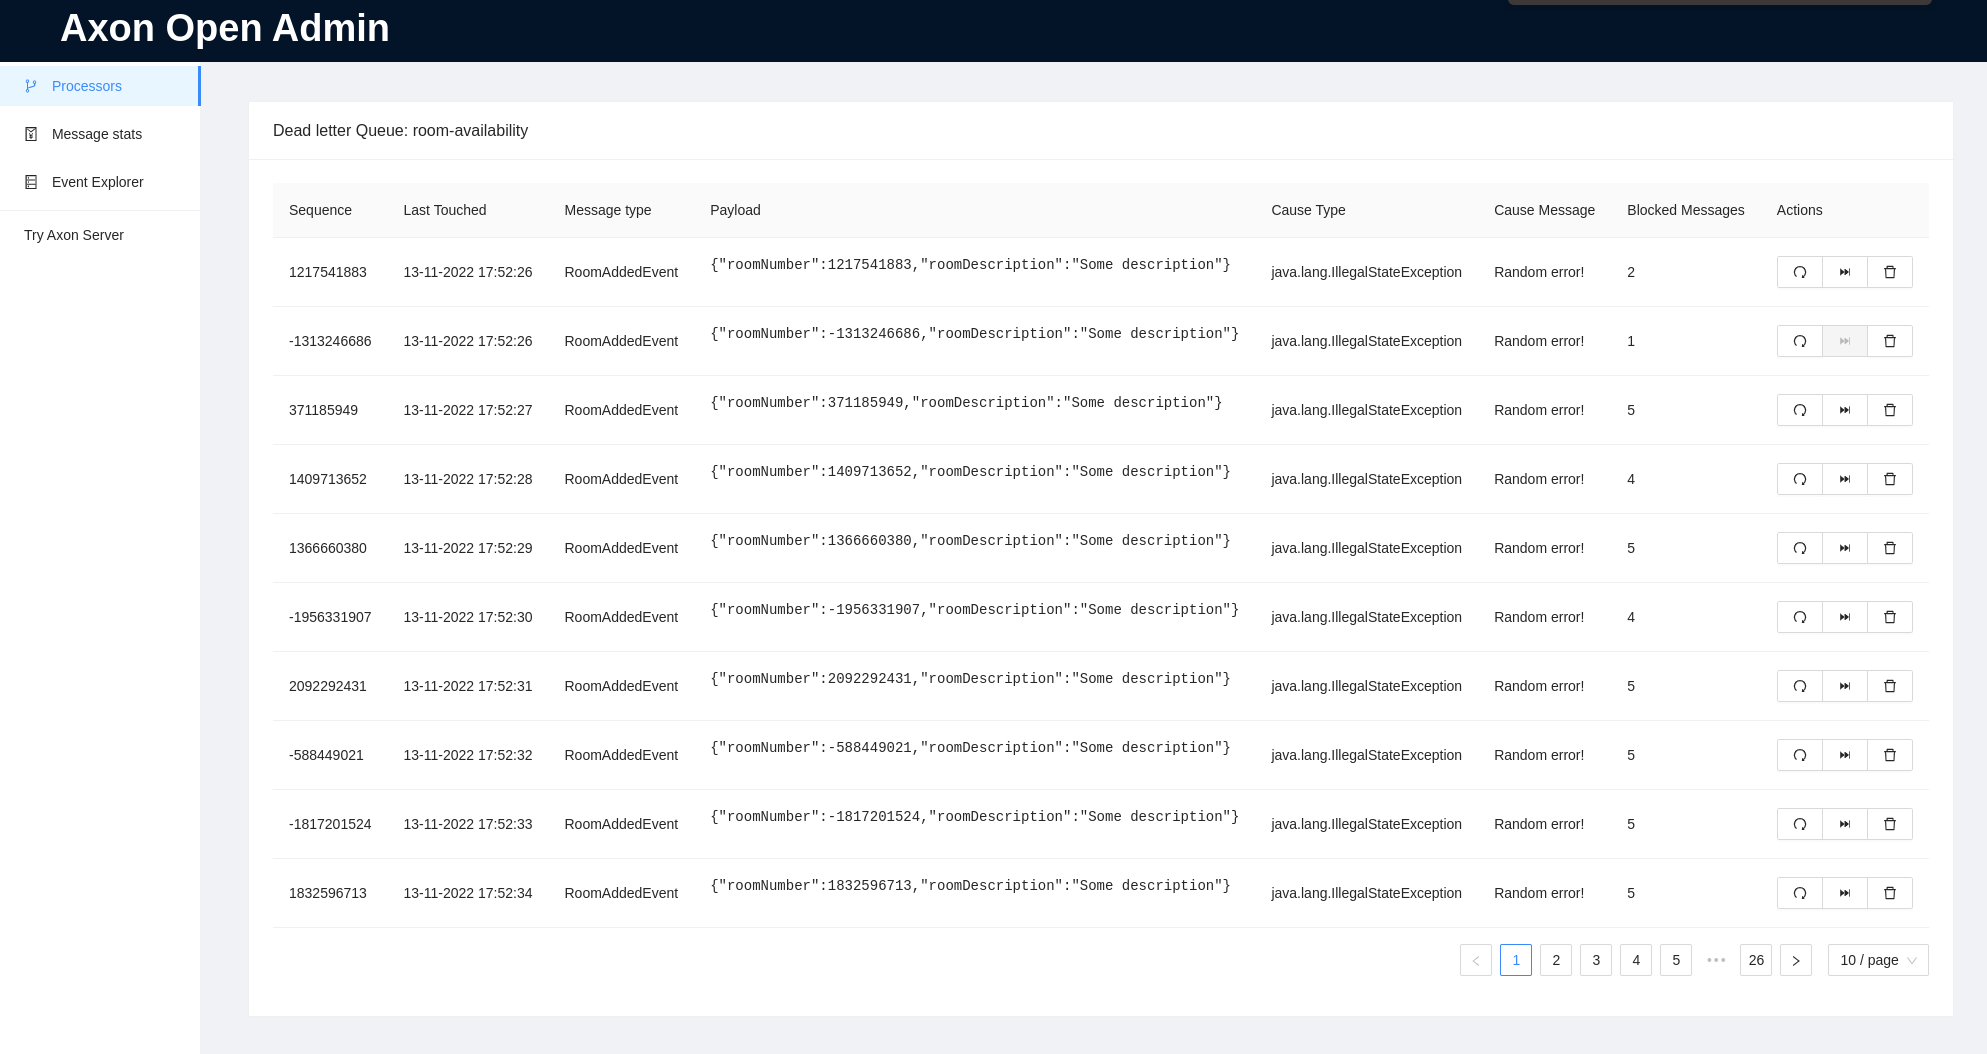 Axon Open Admin
Processors
Message stats
Event Explorer
Try Axon Server
Dead letter Queue: room-availability
Sequence Last Touched Message type Payload Cause Type Cause Message Blocked Messages Actions
1217541883 13-11-2022 17:52:26 RoomAddedEvent {"roomNumber":1217541883,"roomDescription":"Some description"} java.lang.IllegalStateException Random error! 2
-1313246686 13-11-2022 17:52:26 RoomAddedEvent {"roomNumber":-1313246686,"roomDescription":"Some description"} java.lang.IllegalStateException Random error! 1
371185949 13-11-2022 17:52:27 RoomAddedEvent {"roomNumber":371185949,"roomDescription":"Some description"} java.lang.IllegalStateException Random error! 5
1409713652 13-11-2022 17:52:28 RoomAddedEvent {"roomNumber":1409713652,"roomDescription":"Some description"} java.lang.IllegalStateException Random error! 4
1366660380 13-11-2022 17:52:29 RoomAddedEvent {"roomNumber":1366660380,"roomDescription":"Some description"} java.lang.IllegalStateException Random error! 5
-1956331907 13-11-2022 17:52:30 RoomAddedEvent {"roomNumber":-1956331907,"roomDescription":"Some description"} java.lang.IllegalStateException Random error! 4
2092292431 13-11-2022 17:52:31 RoomAddedEvent {"roomNumber":2092292431,"roomDescription":"Some description"} java.lang.IllegalStateException Random error! 5
-588449021 13-11-2022 17:52:32 RoomAddedEvent {"roomNumber":-588449021,"roomDescription":"Some description"} java.lang.IllegalStateException Random error! 5
-1817201524 13-11-2022 17:52:33 RoomAddedEvent {"roomNumber":-1817201524,"roomDescription":"Some description"} java.lang.IllegalStateException Random error! 5
1832596713 13-11-2022 17:52:34 RoomAddedEvent {"roomNumber":1832596713,"roomDescription":"Some description"} java.lang.IllegalStateException Random error! 5
1 2 3 4 5 ••• 26 10 / page